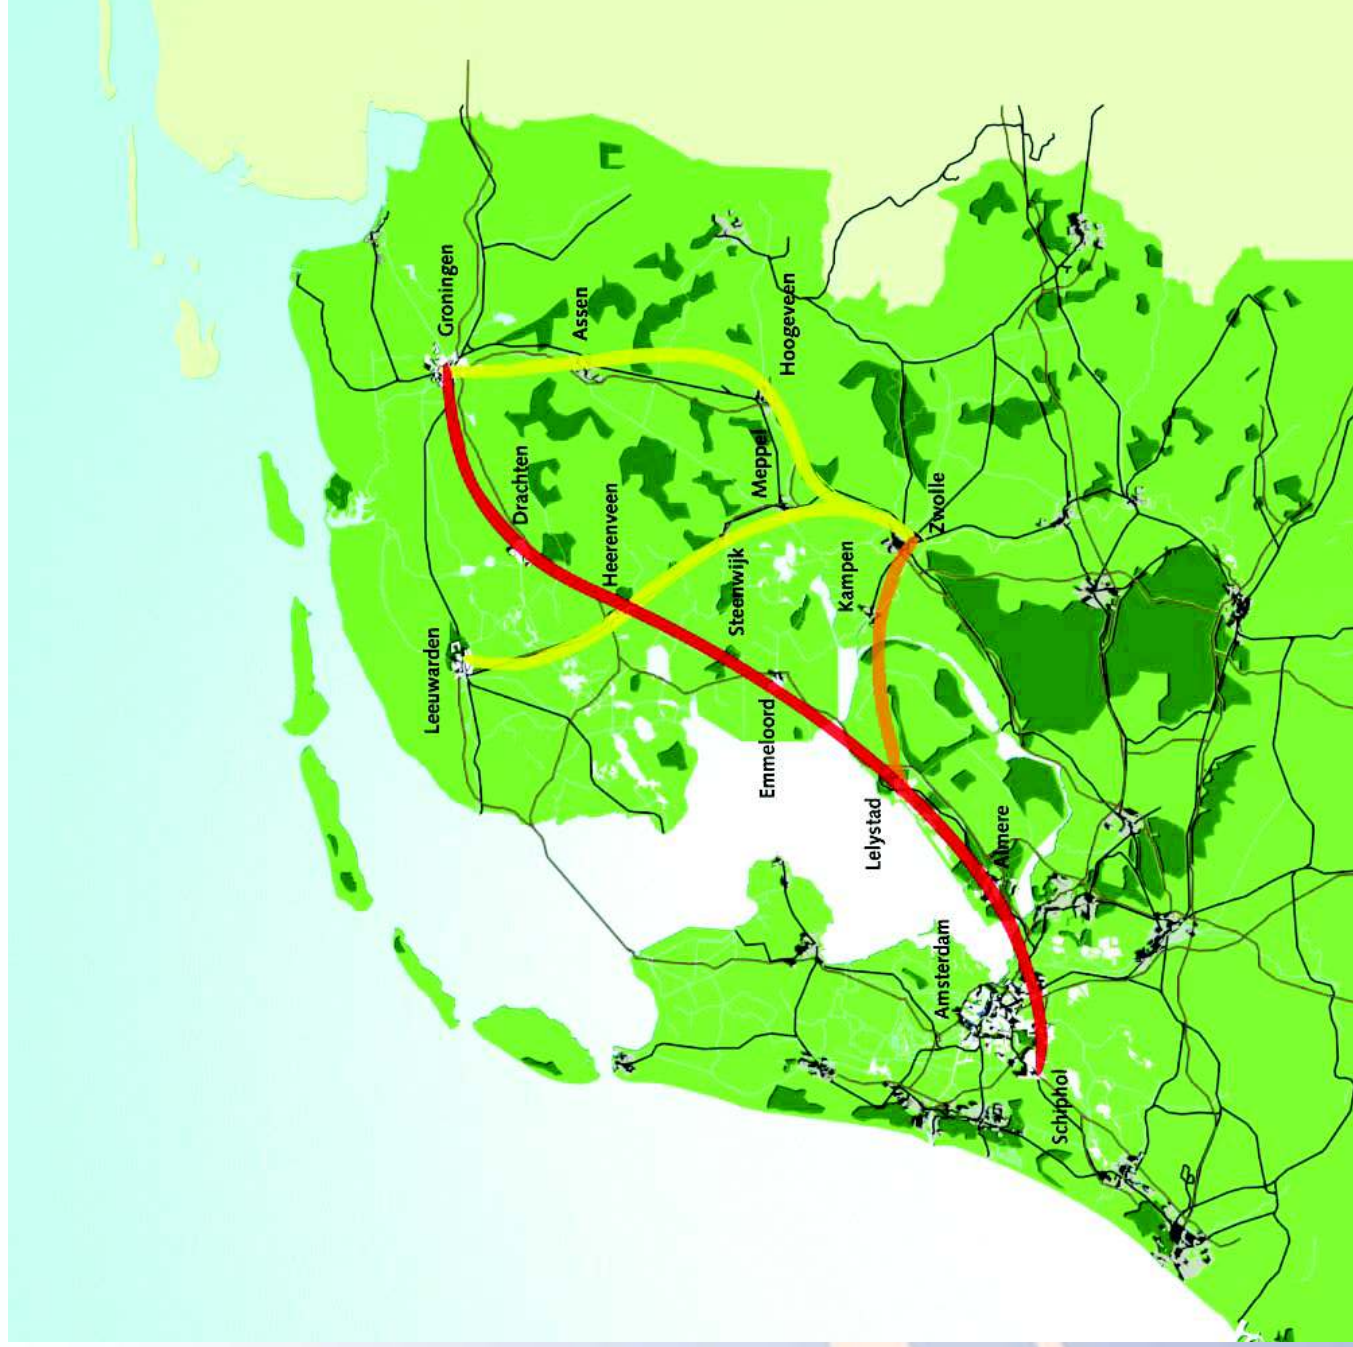 Groningen
Assen
Hoogeveen
Drachten
Heerenveen
Meppel
Zwolle
Leeuwarden
Steenwijk
Kampen
Emmeloord
Lelystad
Almere
Amsterdam
Schiphol